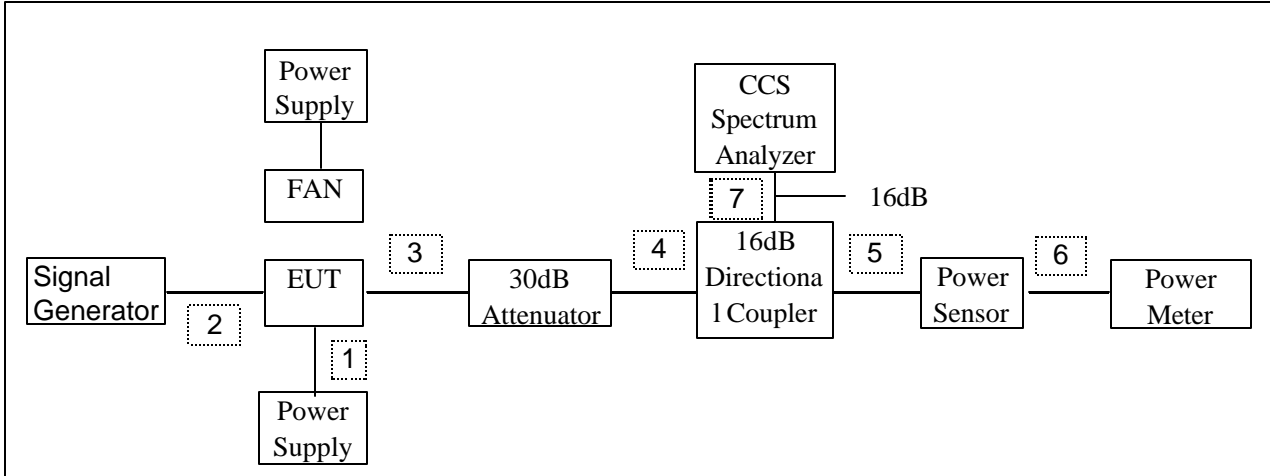 Power
Supply
CCS
Spectrum
Analyzer
FAN
7
16dB
3
4
16dB
Directiona
l Coupler
5
6
Signal
Generator
EUT
30dB
Attenuator
Power
Sensor
Power
Meter
2
1
Power
Supply